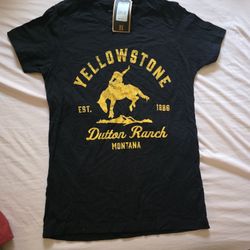 YELLOWSTONE
EST. 1886
Dutton Ranch
MONTANA